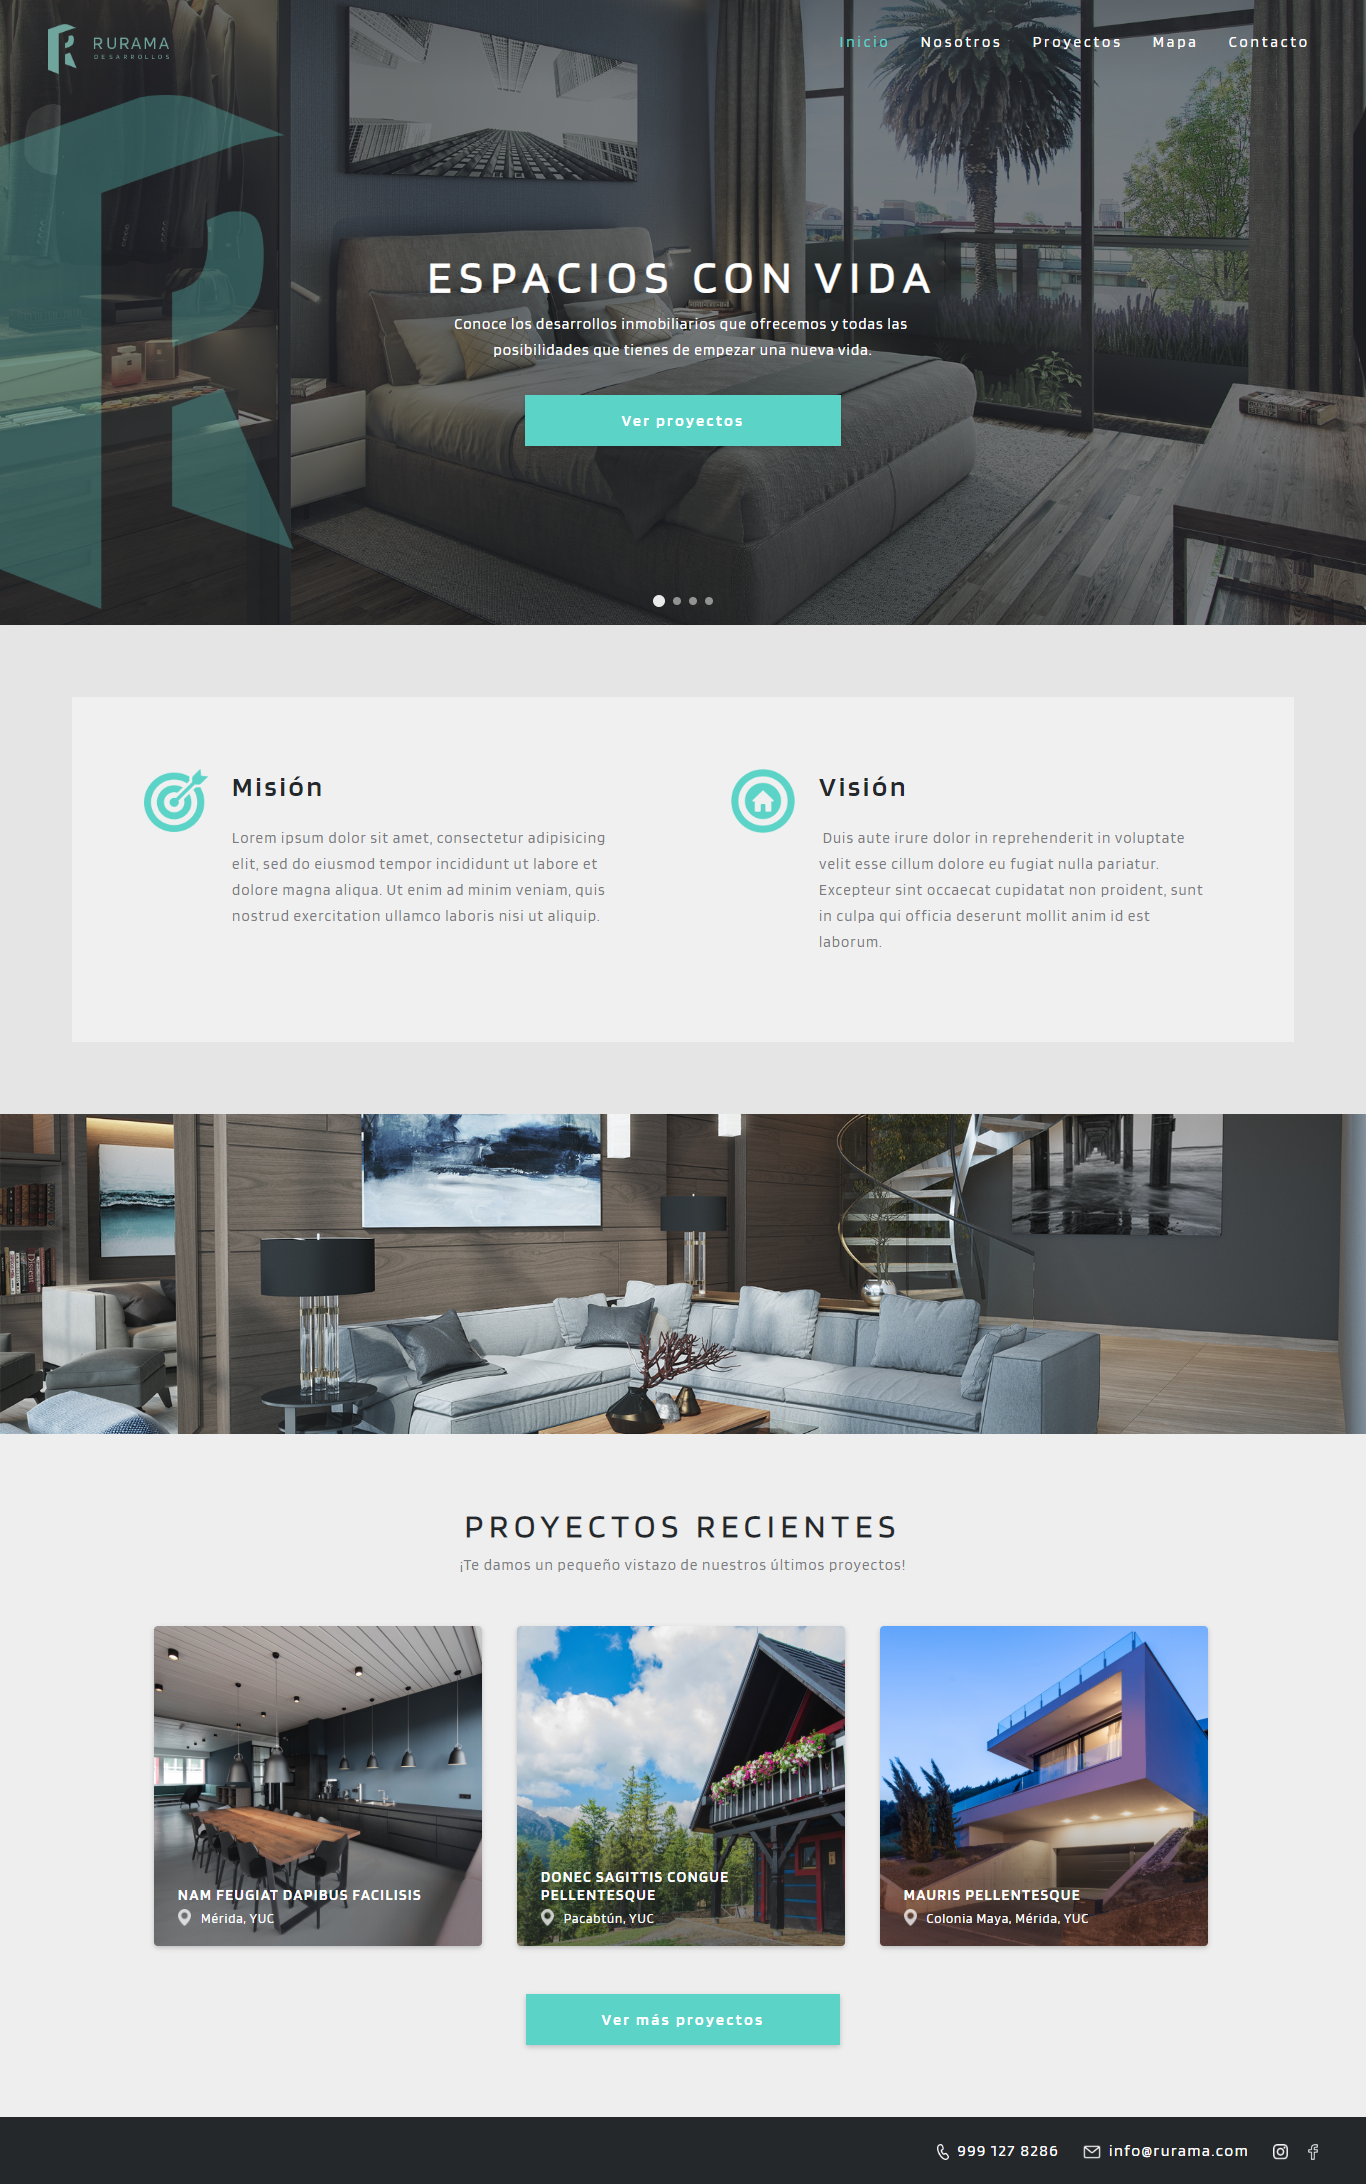 RURAMA
DESARROLLOS
Inicio Nosotros Proyectos Mapa Contacto
ESPACIOS CON VIDA
Conoce los desarrollos inmobiliarios que ofrecemos y todas las
posibilidades que tienes de empezar una nueva vida.
Ver proyectos
Misión
Lorem ipsum dolor sit amet, consectetur adipisicing
elit, sed do eiusmod tempor incididunt ut labore et
dolore magna aliqua. Ut enim ad minim veniam, quis
nostrud exercitation ullamco laboris nisi ut aliquip.
Visión
Duis aute irure dolor in reprehenderit in voluptate
velit esse cillum dolore eu fugiat nulla pariatur.
Excepteur sint occaecat cupidatat non proident, sunt
in culpa qui officia deserunt mollit anim id est
laborum.
PROYECTOS RECIENTES
¡Te damos un pequeño vistazo de nuestros últimos proyectos!
NAM FEUGIAT DAPIBUS FACILISIS
Mérida, YUC
DONEC SAGITTIS CONGUE
PELLENTESQUE
Pacabtún, YUC
MAURIS PELLENTESQUE
Colonia Maya, Mérida, YUC
Ver más proyectos
999 127 8286 info@rurama.com